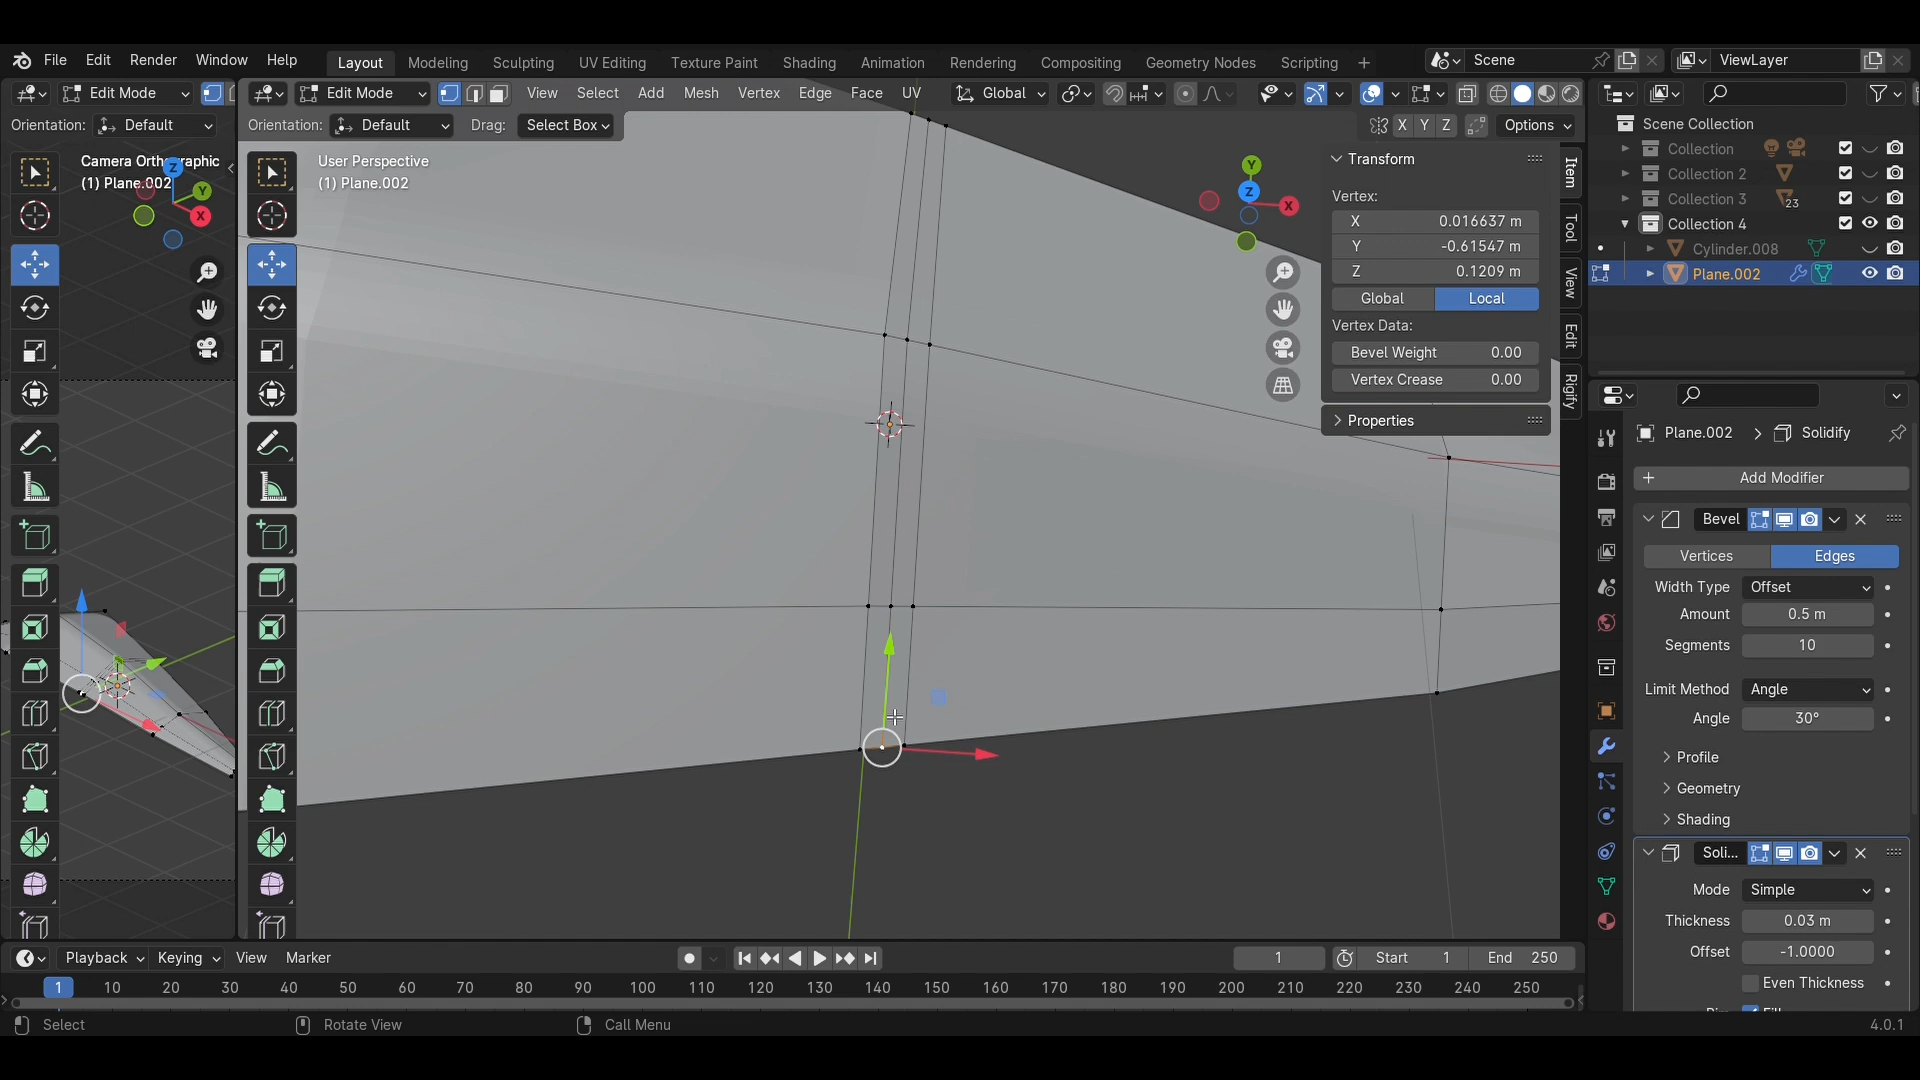 File Edit Render Window Help Layout Modeling Sculpting UV Editing Texture Paint Shading Animation Rendering Compositing Geometry Nodes Scripting + Scene ViewLayer
Edit Mode Edit Mode View Select Add Mesh Vertex Edge Face UV Global
Orientation: Default Orientation: Default Drag: Select Box X Y Z Options
Camera Orthographic
(1) Plane.002
Z
Y
X
User Perspective
(1) Plane.002
Y
Z
X
Transform
Vertex:
X 0.016637 m
Y -0.61547 m
Z 0.1209 m
Global Local
Vertex Data:
Bevel Weight 0.00
Vertex Crease 0.00
Properties
Item
Tool
View
Edit
Rigify
Scene Collection
Collection
Collection 2
Collection 3 23
Collection 4
Cylinder.008
Plane.002
Plane.002 > Solidify
+ Add Modifier
Bevel
Vertices Edges
Width Type Offset
Amount 0.5 m
Segments 10
Limit Method Angle
Angle 30°
Profile
Geometry
Shading
Soli...
Mode Simple
Thickness 0.03 m
Offset -1.0000
Even Thickness
Playback Keying View Marker 1 Start 1 End 250
1 10 20 30 40 50 60 70 80 90 100 110 120 130 140 150 160 170 180 190 200 210 220 230 240 250
Select Rotate View Call Menu 4.0.1